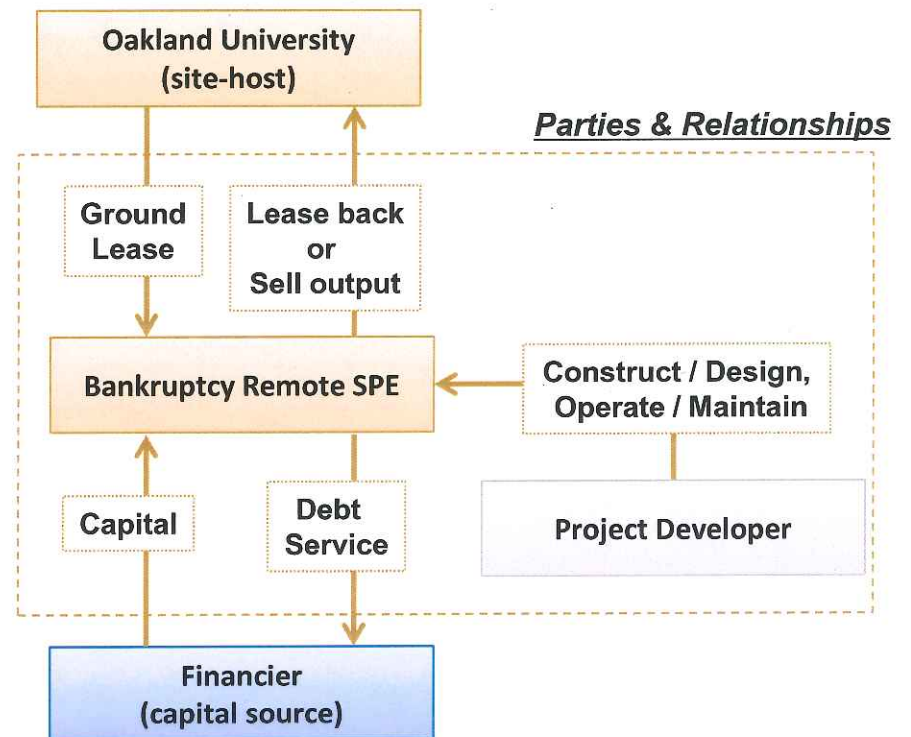 Oakland University
(site-host)
Parties & Relationships
Ground
Lease
Lease back
or
Sell output
Bankruptcy Remote SPE
Construct / Design,
Operate / Maintain
Capital
Debt
Service
Project Developer
Financier
(capital source)